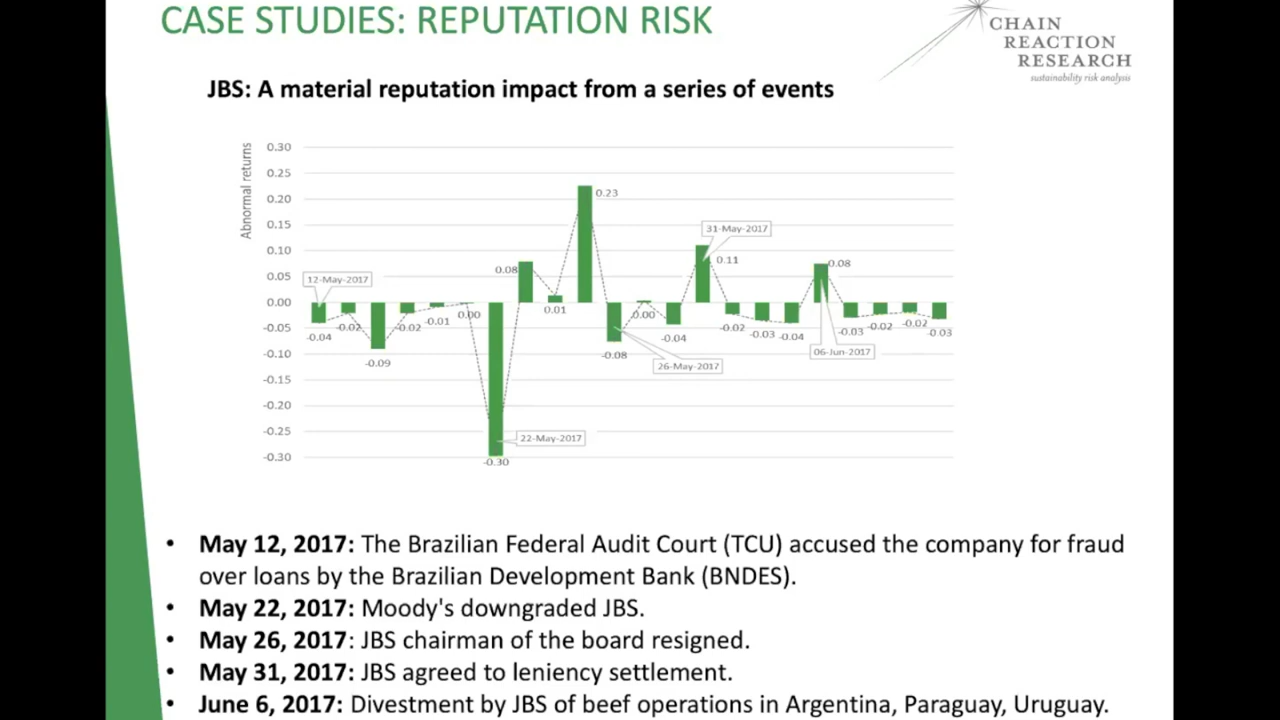 CASE STUDIES: REPUTATION RISK
CHAIN
REACTION
RESEARCH
sustainability risk analysis
JBS: A material reputation impact from a series of events
Abnormal returns
0.30
0.25
0.20
0.15
0.10
0.05
0.00
-0.05
-0.10
-0.15
-0.20
-0.25
-0.30
12-May-2017
-0.04
-0.02
-0.09
-0.02
-0.01
0.00
-0.30
22-May-2017
0.08
0.01
0.23
-0.08
26-May-2017
0.00
-0.04
31-May-2017
0.11
-0.02
-0.03
-0.04
0.08
06-Jun-2017
-0.03
-0.02
-0.02
-0.03
• May 12, 2017: The Brazilian Federal Audit Court (TCU) accused the company for fraud
over loans by the Brazilian Development Bank (BNDES).
• May 22, 2017: Moody's downgraded JBS.
• May 26, 2017: JBS chairman of the board resigned.
• May 31, 2017: JBS agreed to leniency settlement.
• June 6, 2017: Divestment by JBS of beef operations in Argentina, Paraguay, Uruguay.